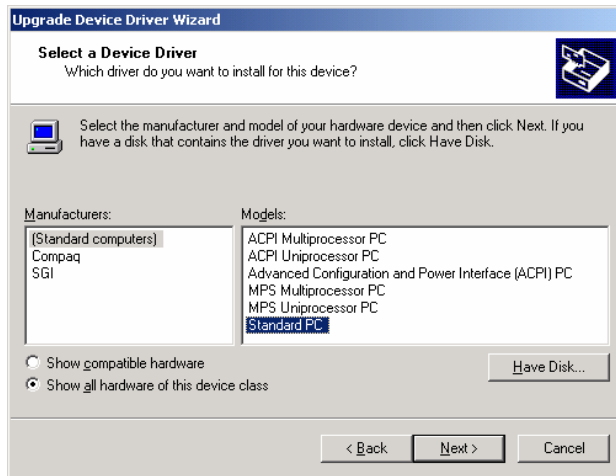 Upgrade Device Driver Wizard
Select a Device Driver
Which driver do you want to install for this device?
Select the manufacturer and model of your hardware device and then click Next. If you
have a disk that contains the driver you want to install, click Have Disk.
Manufacturers:
(Standard computers)
Compaq
SGI
Models:
ACPI Multiprocessor PC
ACPI Uniprocessor PC
Advanced Configuration and Power Interface (ACPI) PC
MPS Multiprocessor PC
MPS Uniprocessor PC
Standard PC
Show compatible hardware
Show all hardware of this device class
Have Disk...
< Back
Next >
Cancel